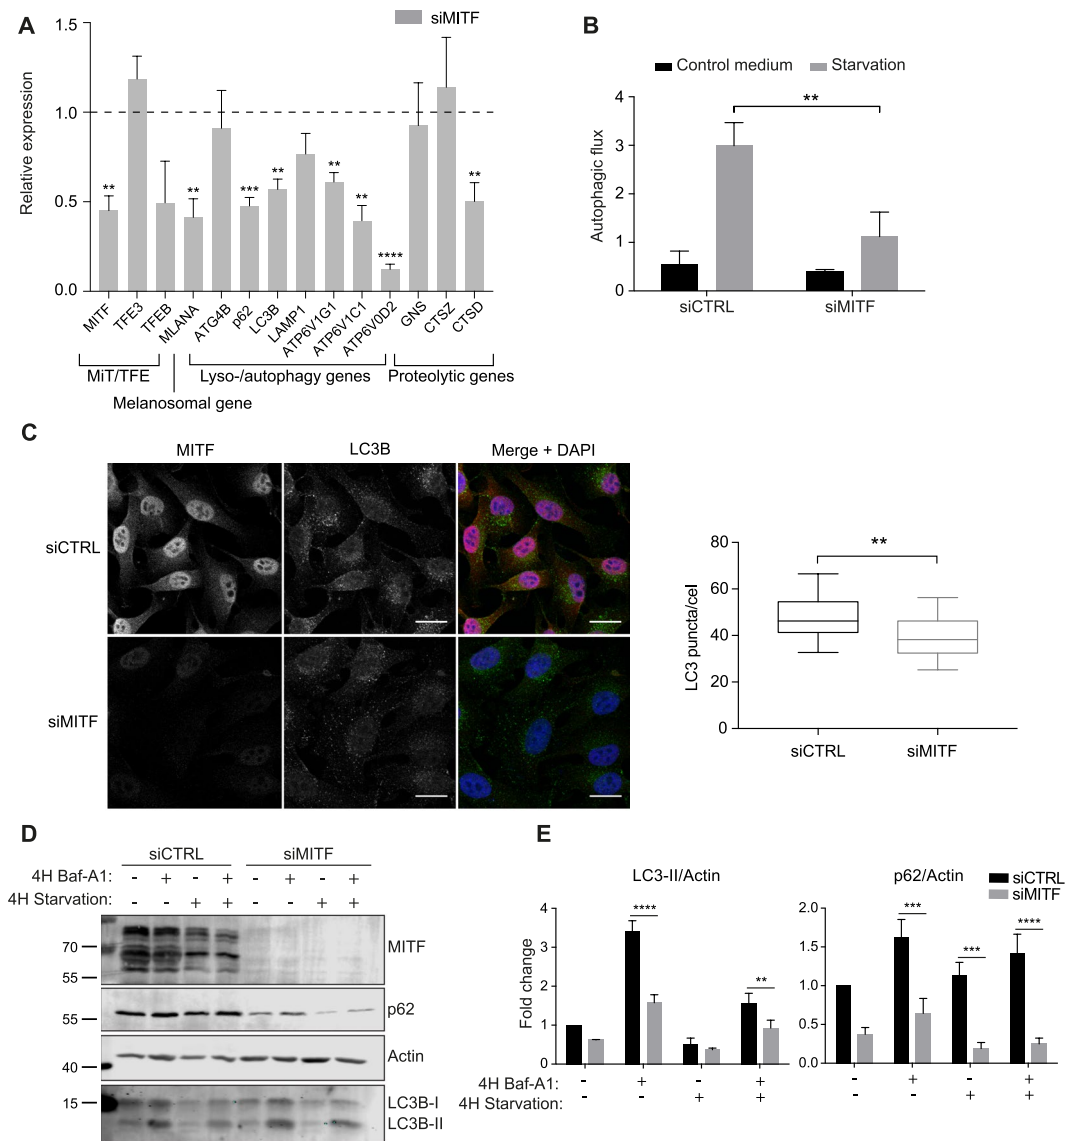 A
siMITF
Relative expression
1.5
1.0
0.5
0.0
** ** *** ** ** ** **** **
MITF TFE3 TFEB MLANA ATG4B p62 LC3B LAMP1 ATP6V1G1 ATP6V1C1 ATP6V0D2 GNS CTSZ CTSD
MiT/TFE Lyso-/autophagy genes Proteolytic genes
Melanosomal gene
B
Control medium Starvation
Autophagic flux
4
3
2
1
0
**
siCTRL siMITF
C
MITF LC3B Merge + DAPI
siCTRL
siMITF
LC3 puncta/cel
80
60
40
20
0
**
siCTRL siMITF
D
siCTRL siMITF
4H Baf-A1: - + - + - + - +
4H Starvation: - - + + - - + +
70
55
MITF
55
p62
40
Actin
15
LC3B-I
LC3B-II
E
LC3-II/Actin
Fold change
4
3
2
1
0
**** **
4H Baf-A1: - + - +
4H Starvation: - - + +
p62/Actin
siCTRL
siMITF
2.0
1.5
1.0
0.5
0.0
*** *** ****
- + - +
- - + +